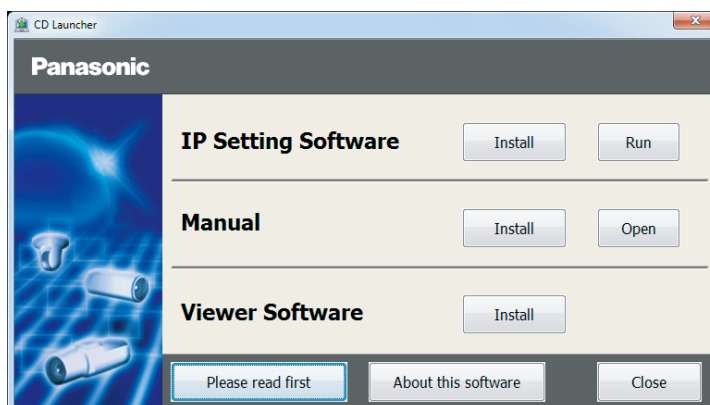 CD Launcher
Panasonic
IP Setting Software Install Run
Manual Install Open
Viewer Software Install
Please read first About this software Close